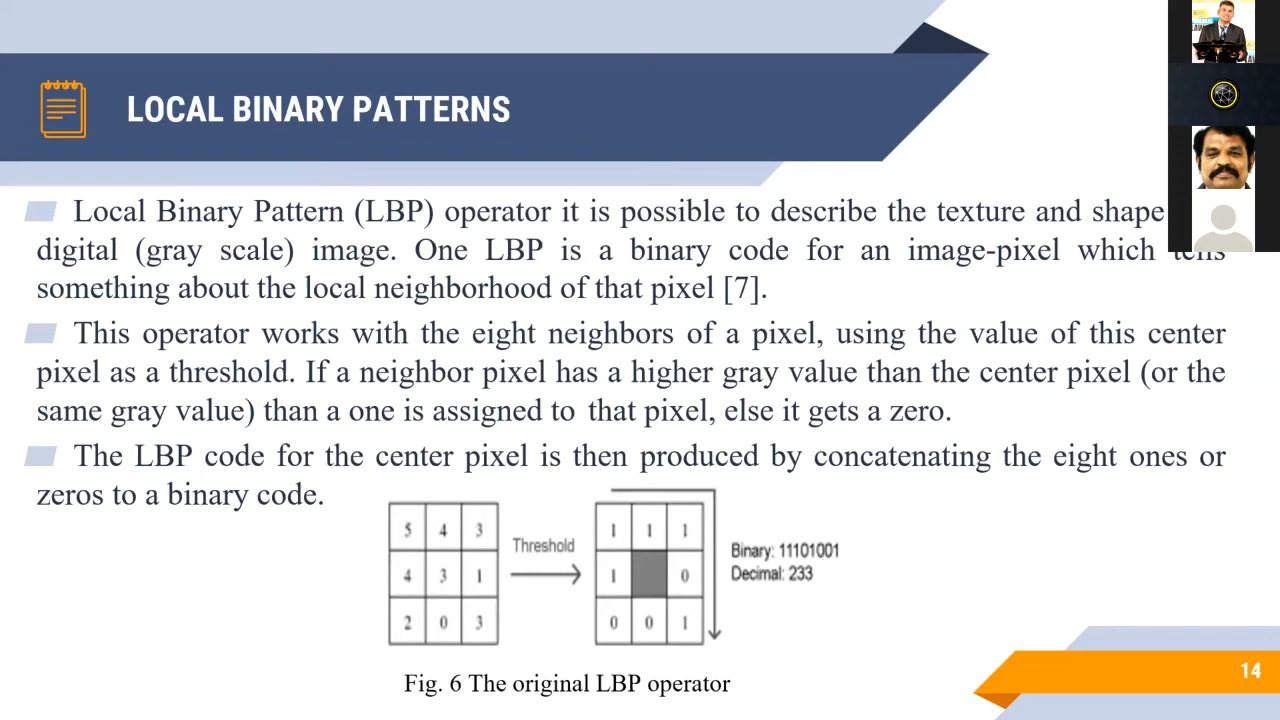 LOCAL BINARY PATTERNS
Local Binary Pattern (LBP) operator it is possible to describe the texture and shape
digital (gray scale) image. One LBP is a binary code for an image-pixel which tells
something about the local neighborhood of that pixel [7].
This operator works with the eight neighbors of a pixel, using the value of this center
pixel as a threshold. If a neighbor pixel has a higher gray value than the center pixel (or the
same gray value) than a one is assigned to that pixel, else it gets a zero.
The LBP code for the center pixel is then produced by concatenating the eight ones or
zeros to a binary code.
5 4 3
4 3 1
2 0 3
Threshold
1 1 1
1 0
0 0 1
Binary: 11101001
Decimal: 233
Fig. 6 The original LBP operator
14